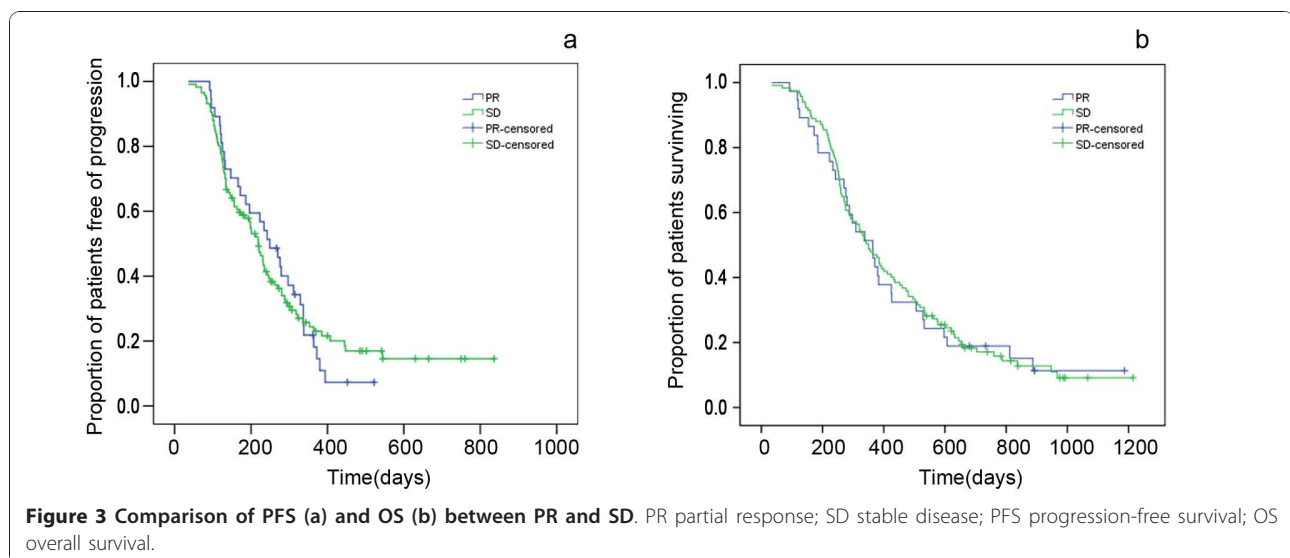 a
Proportion of patients free of progression
1.0
0.8
0.6
0.4
0.2
0.0
PR
SD
PR-censored
SD-censored
0 200 400 600 800 1000
Time(days)
b
Proportion of patients survinving
1.0
0.8
0.6
0.4
0.2
0.0
PR
SD
PR-censored
SD-censored
0 200 400 600 800 1000 1200
Time(days)
Figure 3 Comparison of PFS (a) and OS (b) between PR and SD. PR partial response; SD stable disease; PFS progression-free survival; OS
overall survival.